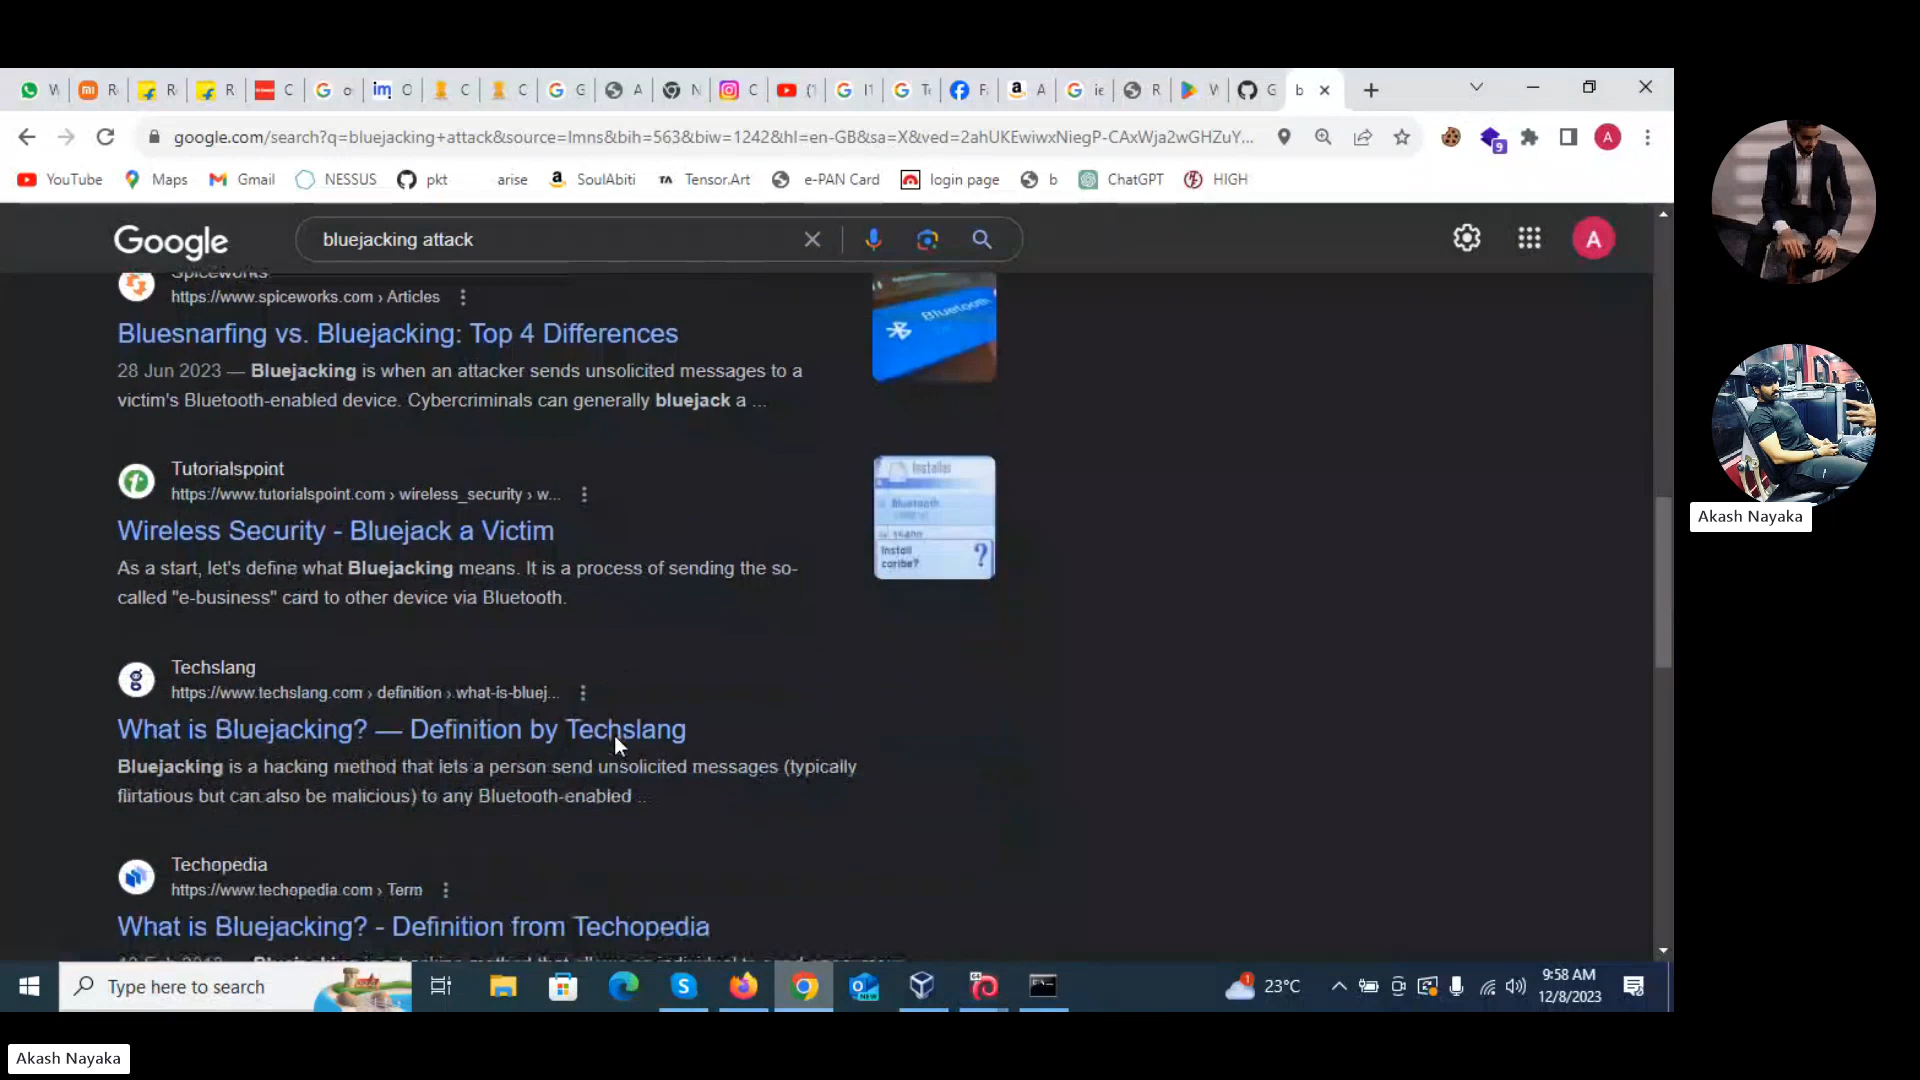 google.com/search?q=bluejacking+attack&source=lmns&bih=563&biw=1242&hl=en-GB&sa=X&ved=2ahUKEwiwxNiegP-CAxWja2wGHZuY...
A
YouTube Maps Gmail NESSUS pkt arise SoulAbiti Tensor.Art e-PAN Card login page b ChatGPT HIGH
Google
bluejacking attack
A
Spiceworks
https://www.spiceworks.com › Articles
Bluetooth
Bluesnarfing vs. Bluejacking: Top 4 Differences
28 Jun 2023 — Bluejacking is when an attacker sends unsolicited messages to a
victim's Bluetooth-enabled device. Cybercriminals can generally bluejack a ...
Tutorialspoint
https://www.tutorialspoint.com › wireless_security › w...
Installer
Bluetooth
Install
Wireless Security - Bluejack a Victim
As a start, let's define what Bluejacking means. It is a process of sending the so-
called "e-business" card to other device via Bluetooth.
Techslang
https://www.techslang.com › definition › what-is-bluej...
What is Bluejacking? — Definition by Techslang
Bluejacking is a hacking method that lets a person send unsolicited messages (typically
flirtatious but can also be malicious) to any Bluetooth-enabled ...
Techopedia
https://www.techopedia.com › Term
What is Bluejacking? - Definition from Techopedia
Type here to search
23°C
9:58 AM
12/8/2023
Akash Nayaka
Akash Nayaka